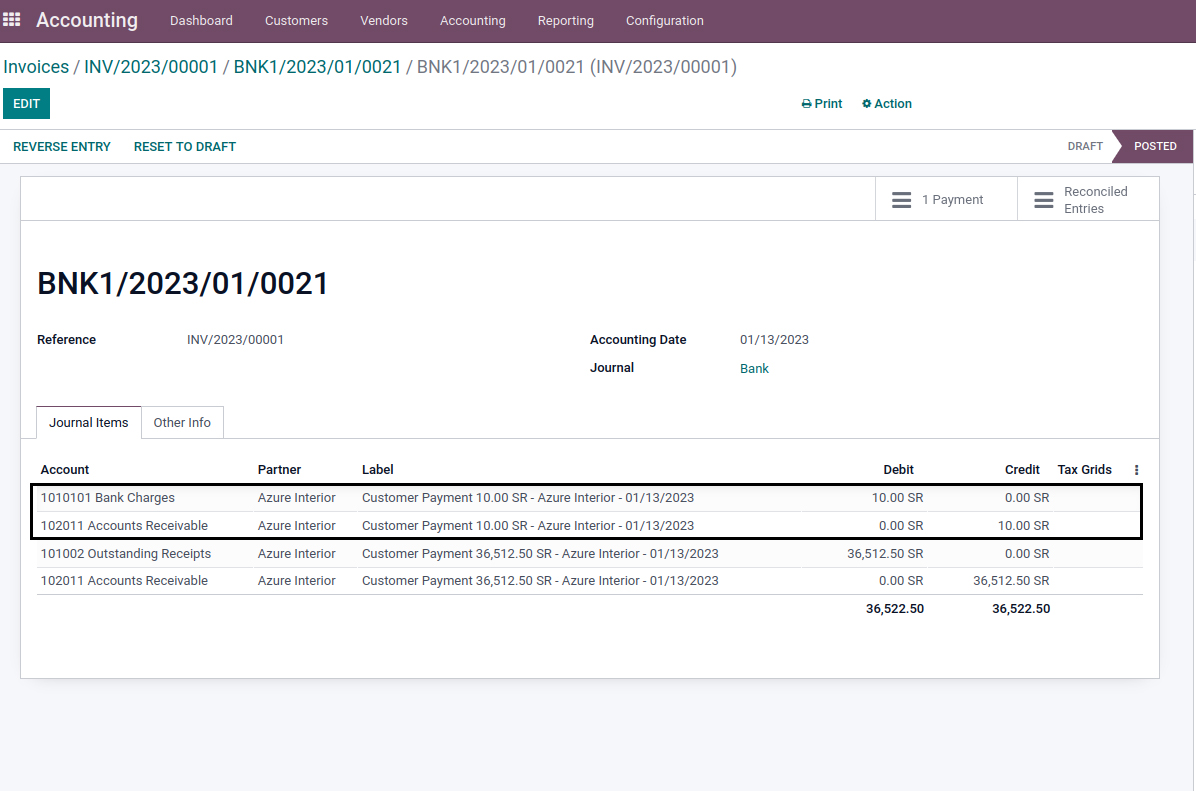 Accounting Dashboard Customers Vendors Accounting Reporting Configuration
Invoices / INV/2023/00001 / BNK1/2023/01/0021 / BNK1/2023/01/0021 (INV/2023/00001)
EDIT Print Action
REVERSE ENTRY RESET TO DRAFT DRAFT POSTED
1 Payment Reconciled
Entries
BNK1/2023/01/0021
Reference INV/2023/00001 Accounting Date 01/13/2023
Journal Bank
Journal Items Other Info
Account Partner Label Debit Credit Tax Grids
1010101 Bank Charges Azure Interior Customer Payment 10.00 SR - Azure Interior - 01/13/2023 10.00 SR 0.00 SR
102011 Accounts Receivable Azure Interior Customer Payment 10.00 SR - Azure Interior - 01/13/2023 0.00 SR 10.00 SR
101002 Outstanding Receipts Azure Interior Customer Payment 36,512.50 SR - Azure Interior - 01/13/2023 36,512.50 SR 0.00 SR
102011 Accounts Receivable Azure Interior Customer Payment 36,512.50 SR - Azure Interior - 01/13/2023 0.00 SR 36,512.50 SR
36,522.50 36,522.50